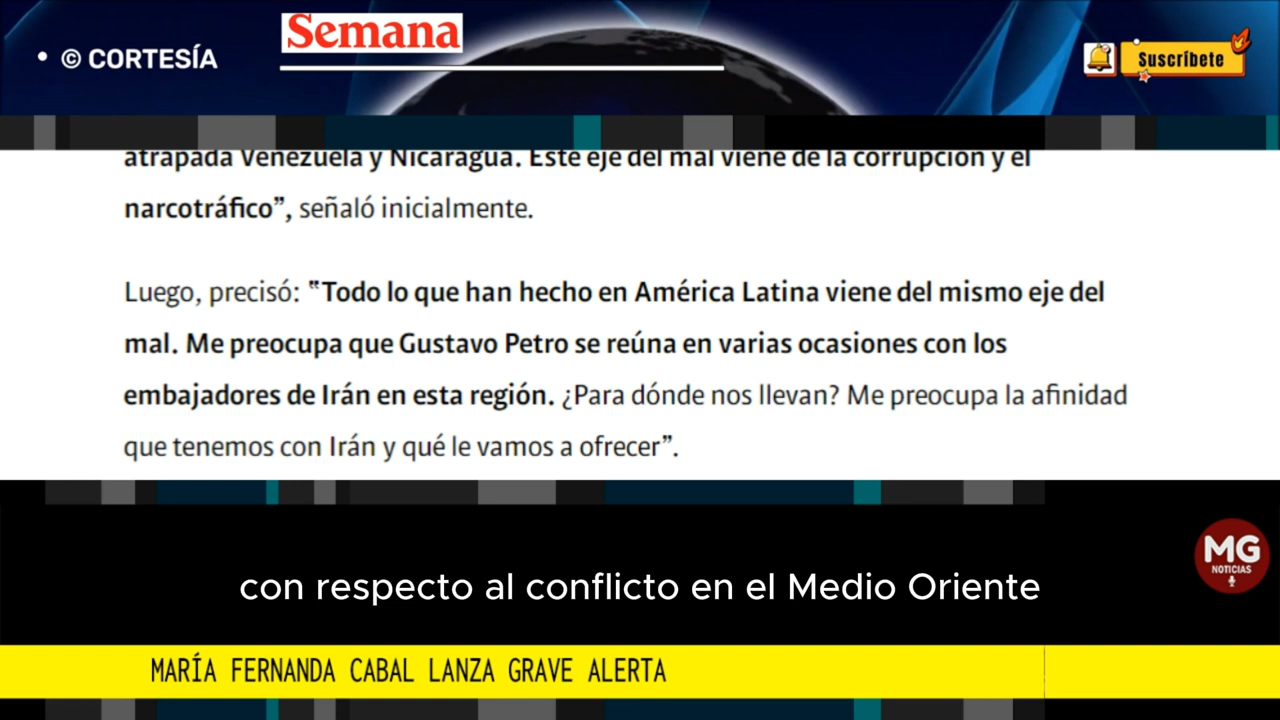 • © CORTESÍA
Semana
Suscríbete
atrapada Venezuela y Nicaragua. Este eje del mal viene de la corrupción y el
narcotráfico”, señaló inicialmente.
Luego, precisó: “Todo lo que han hecho en América Latina viene del mismo eje del
mal. Me preocupa que Gustavo Petro se reúna en varias ocasiones con los
embajadores de Irán en esta región. ¿Para dónde nos llevan? Me preocupa la afinidad
que tenemos con Irán y qué le vamos a ofrecer”.
MG
NOTICIAS
con respecto al conflicto en el Medio Oriente
MARÍA FERNANDA CABAL LANZA GRAVE ALERTA